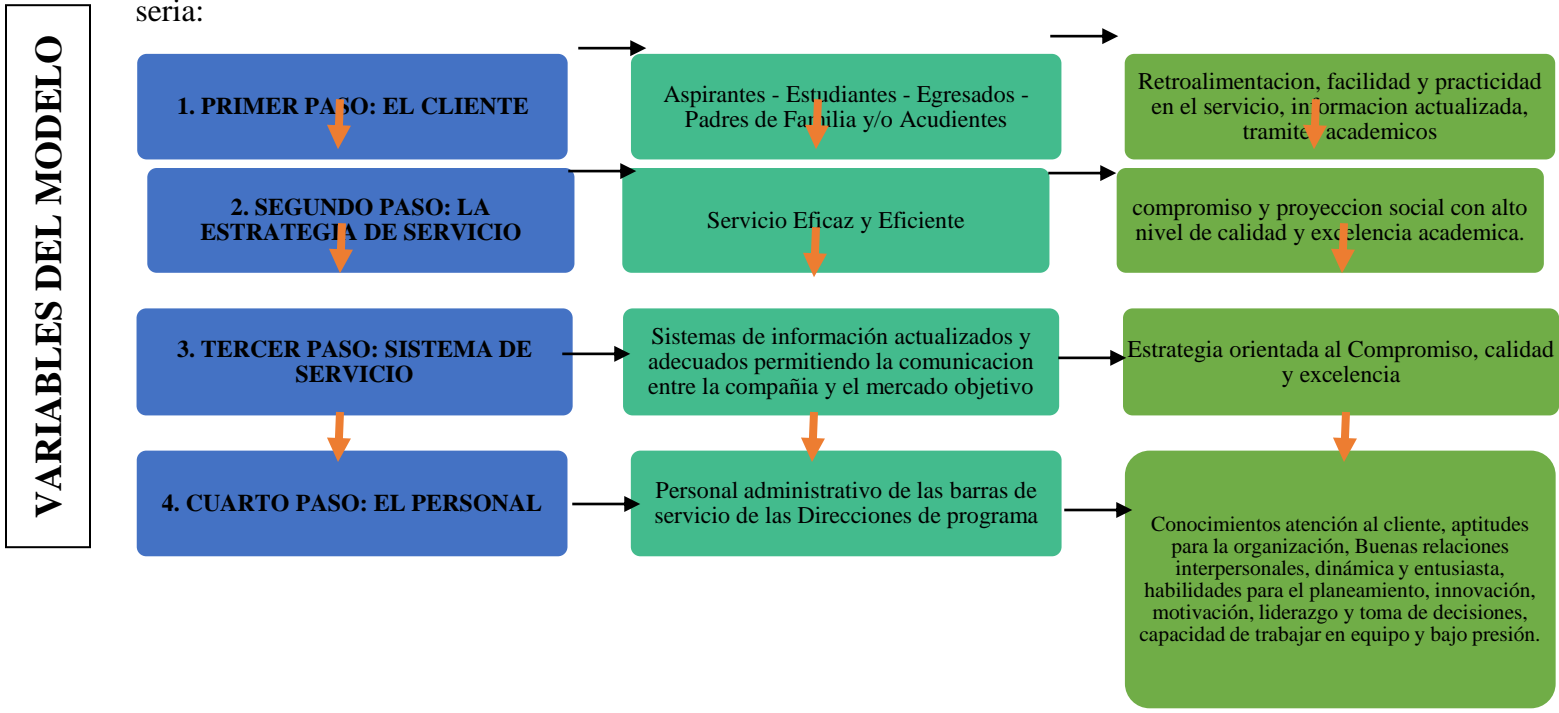 seria:
VARIABLES DEL MODELO
1. PRIMER PASO: EL CLIENTE
Aspirantes - Estudiantes - Egresados -
Padres de Familia y/o Acudientes
Retroalimentacion, facilidad y practicidad
en el servicio, informacion actualizada,
tramites academicos
2. SEGUNDO PASO: LA
ESTRATEGIA DE SERVICIO
Servicio Eficaz y Eficiente
compromiso y proyeccion social con alto
nivel de calidad y excelencia academica.
3. TERCER PASO: SISTEMA DE
SERVICIO
Sistemas de información actualizados y
adecuados permitiendo la comunicacion
entre la compañia y el mercado objetivo
Estrategia orientada al Compromiso, calidad
y excelencia
4. CUARTO PASO: EL PERSONAL
Personal administrativo de las barras de
servicio de las Direcciones de programa
Conocimientos atención al cliente, aptitudes
para la organización, Buenas relaciones
interpersonales, dinámica y entusiasta,
habilidades para el planeamiento, innovación,
motivación, liderazgo y toma de decisiones,
capacidad de trabajar en equipo y bajo presión.